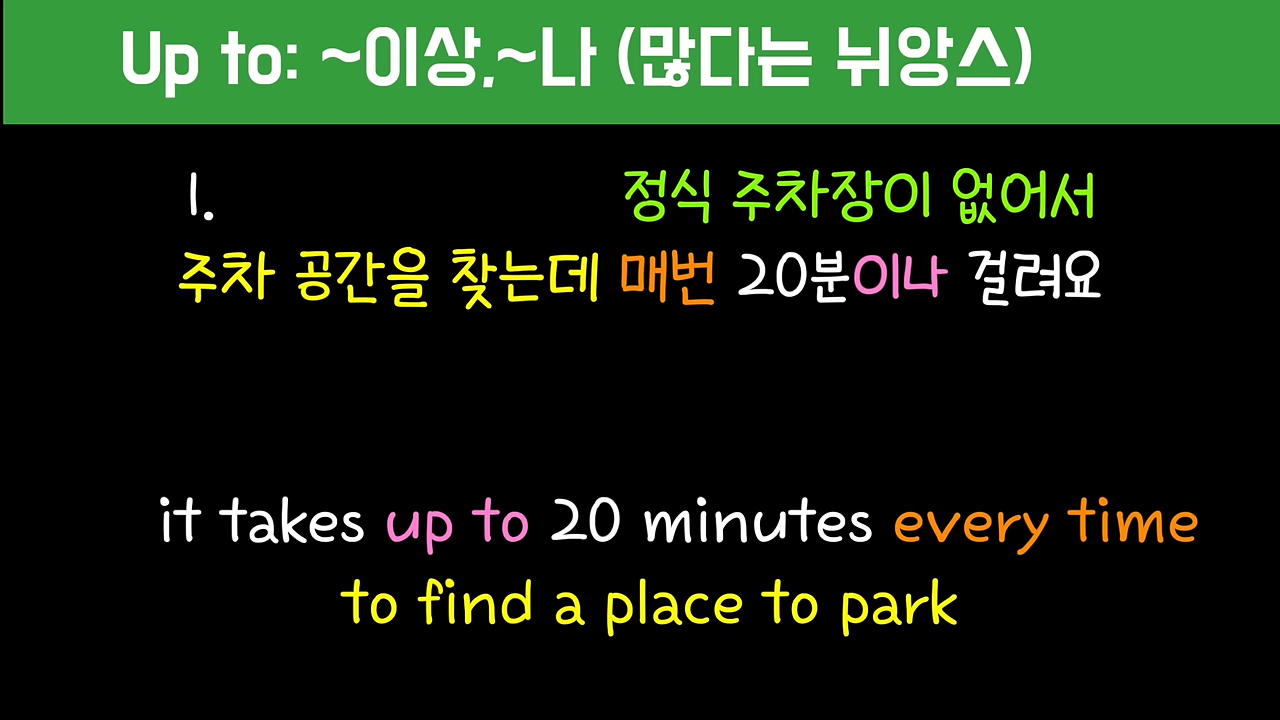 Up to: ~이상,~나 (많다는 뉘앙스)
1. 정식 주차장이 없어서
주차 공간을 찾는데 매번 20분이나 걸려요
it takes up to 20 minutes every time
to find a place to park